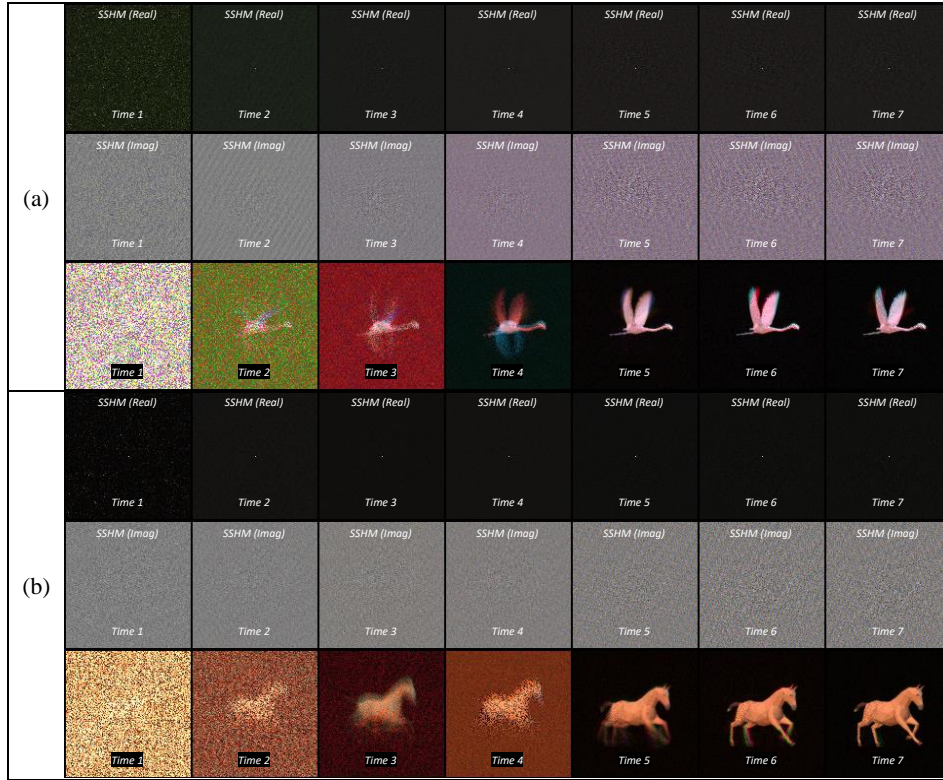 SSHM (Real) SSHM (Real) SSHM (Real) SSHM (Real) SSHM (Real) SSHM (Real) SSHM (Real)
Time 1 Time 2 Time 3 Time 4 Time 5 Time 6 Time 7
SSHM (Imag) SSHM (Imag) SSHM (Imag) SSHM (Imag) SSHM (Imag) SSHM (Imag) SSHM (Imag)
(a)
Time 1 Time 2 Time 3 Time 4 Time 5 Time 6 Time 7
Time 1 Time 2 Time 3 Time 4 Time 5 Time 6 Time 7
SSHM (Real) SSHM (Real) SSHM (Real) SSHM (Real) SSHM (Real) SSHM (Real) SSHM (Real)
Time 1 Time 2 Time 3 Time 4 Time 5 Time 6 Time 7
SSHM (Imag) SSHM (Imag) SSHM (Imag) SSHM (Imag) SSHM (Imag) SSHM (Imag) SSHM (Imag)
(b)
Time 1 Time 2 Time 3 Time 4 Time 5 Time 6 Time 7
Time 1 Time 2 Time 3 Time 4 Time 5 Time 6 Time 7